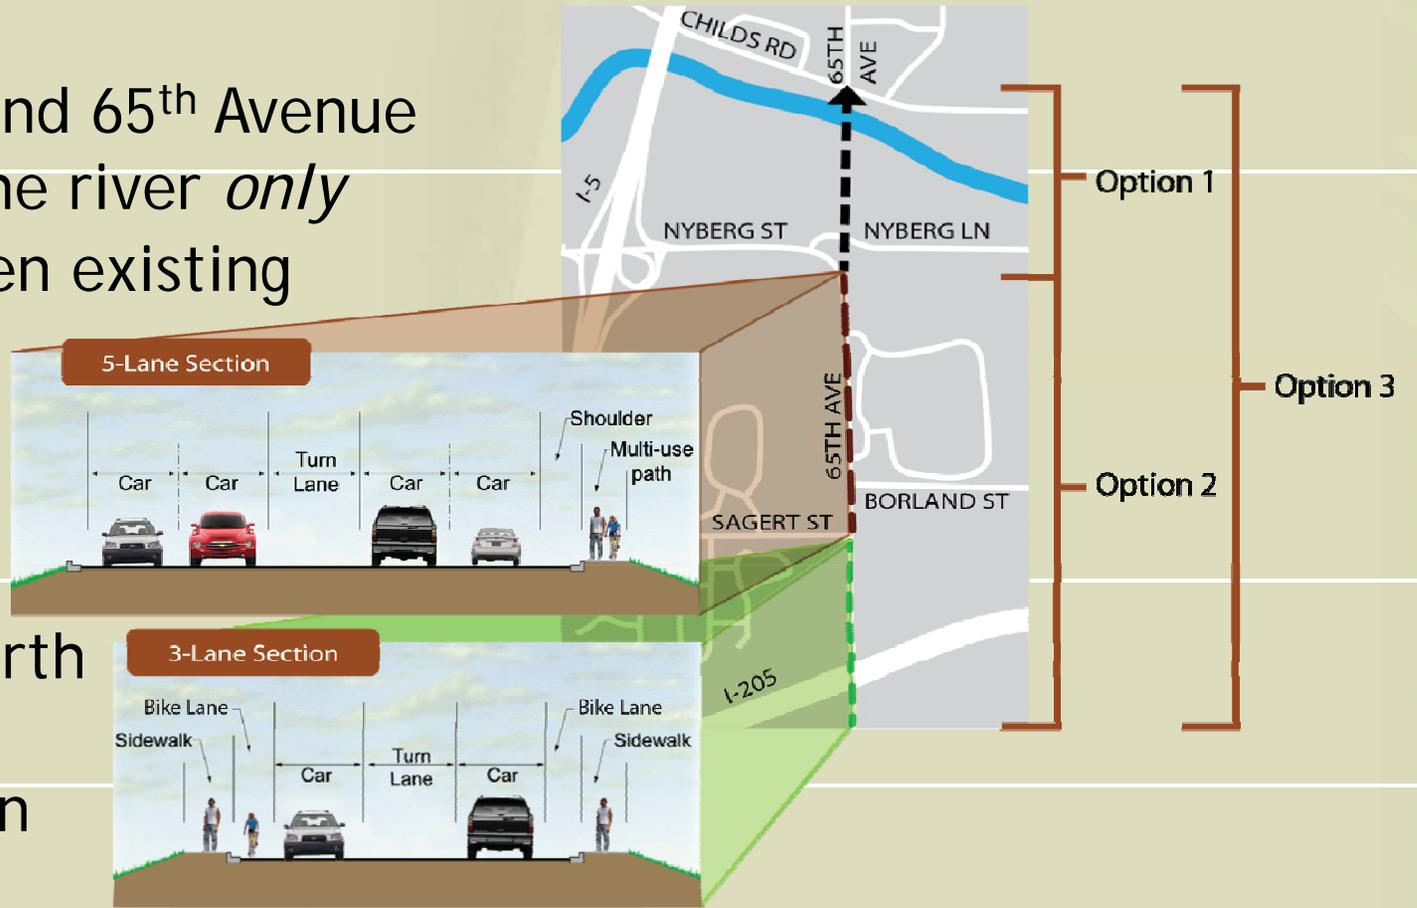 nd 65th Avenue
he river only
en existing
rth
n
CHILDS RD
65TH
AVE
I-5
NYBERG ST
NYBERG LN
65TH AVE
BORLAND ST
SAGERT ST
I-205
Option 1
Option 2
Option 3
5-Lane Section
Shoulder
Multi-use
path
Car
Car
Turn
Lane
Car
Car
3-Lane Section
Bike Lane
Sidewalk
Car
Turn
Lane
Car
Bike Lane
Sidewalk